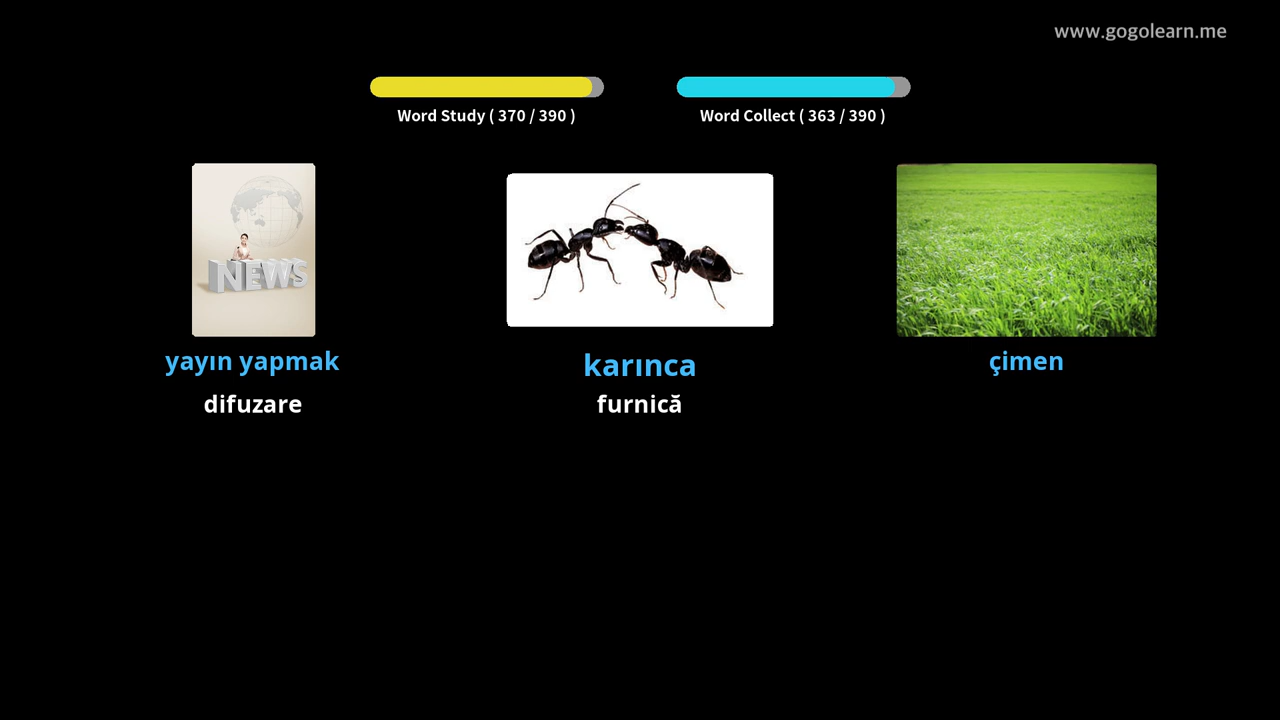 www.gogolearn.me
Word Study ( 370 / 390 )
Word Collect ( 363 / 390 )
NEWS
yayın yapmak
karınca
çimen
difuzare
furnică